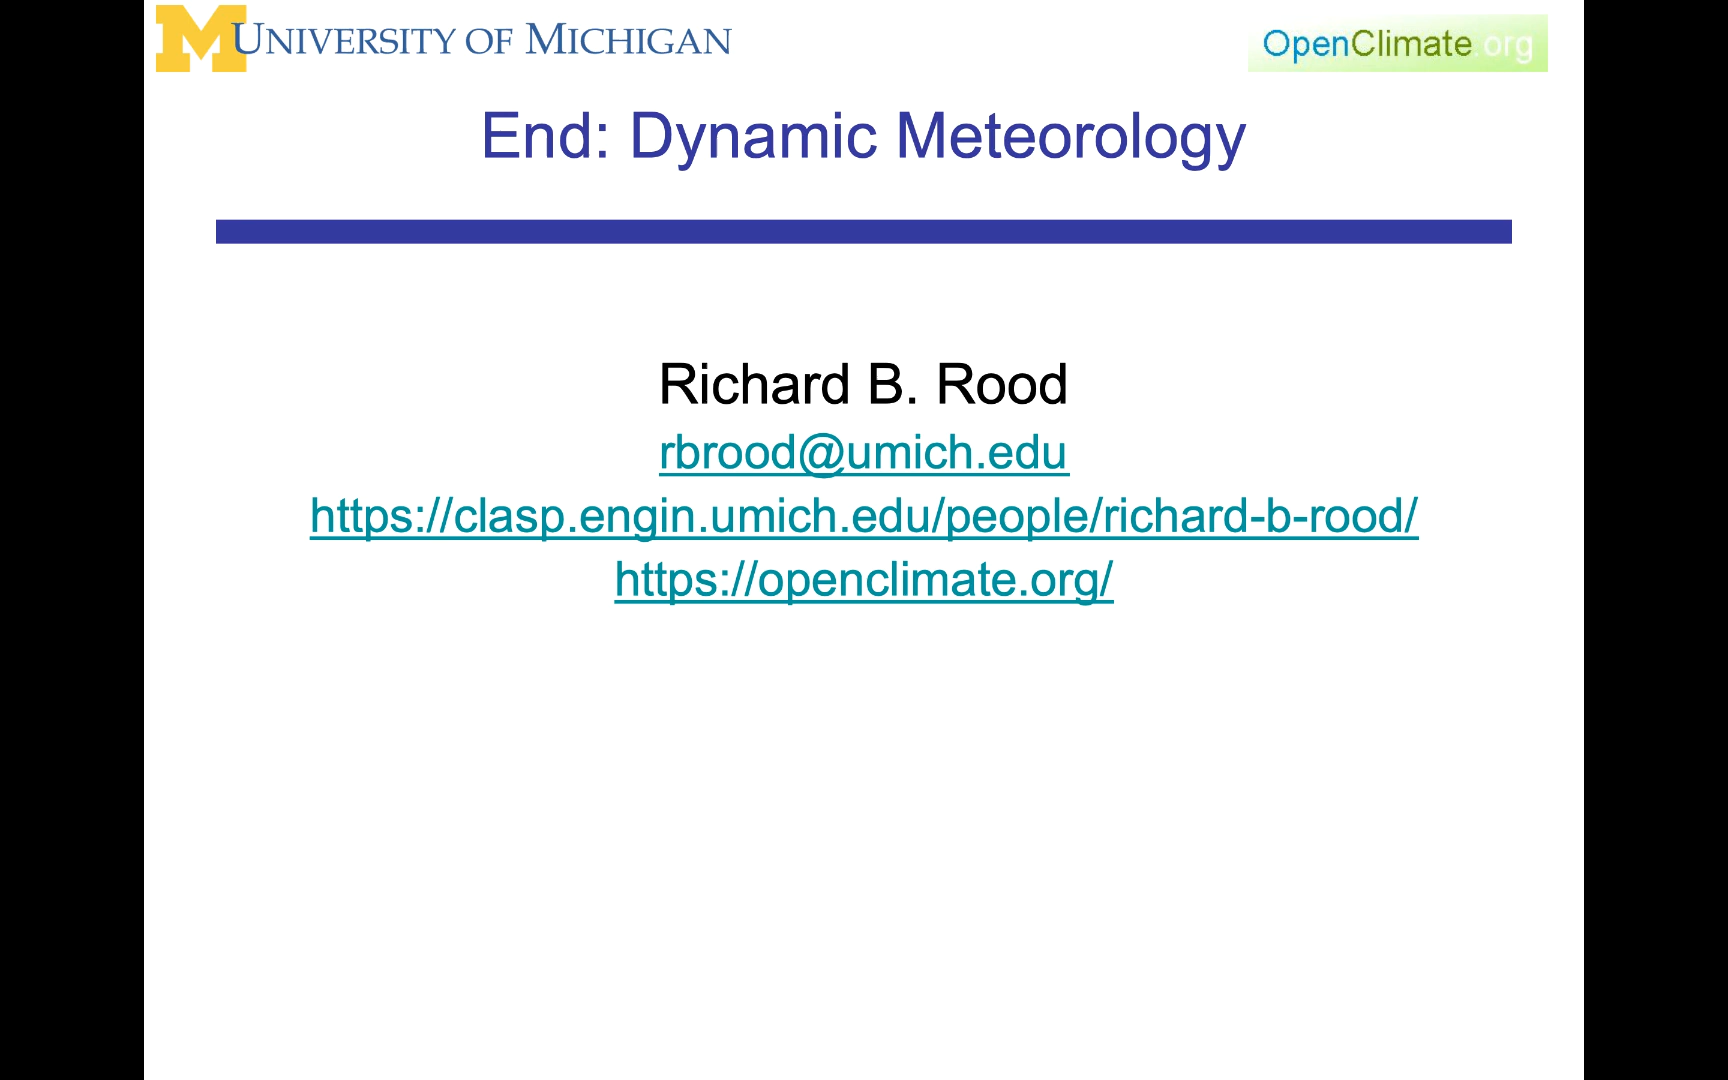 UNIVERSITY OF MICHIGAN
OpenClimate.org
End: Dynamic Meteorology
Richard B. Rood
rbrood@umich.edu
https://clasp.engin.umich.edu/people/richard-b-rood/
https://openclimate.org/